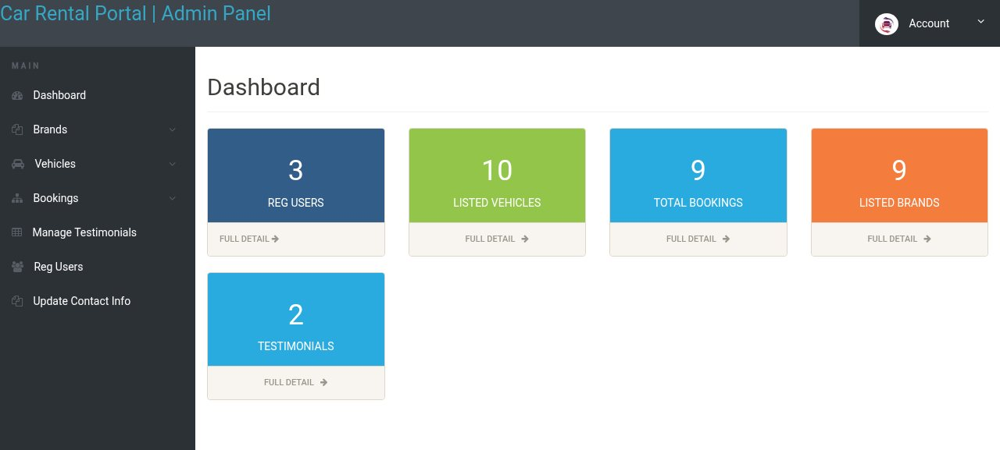 Car Rental Portal | Admin Panel
Account
MAIN
Dashboard
Brands
Vehicles
Bookings
Manage Testimonials
Reg Users
Update Contact Info
Dashboard
3
REG USERS
FULL DETAIL
10
LISTED VEHICLES
FULL DETAIL
9
TOTAL BOOKINGS
FULL DETAIL
9
LISTED BRANDS
FULL DETAIL
2
TESTIMONIALS
FULL DETAIL